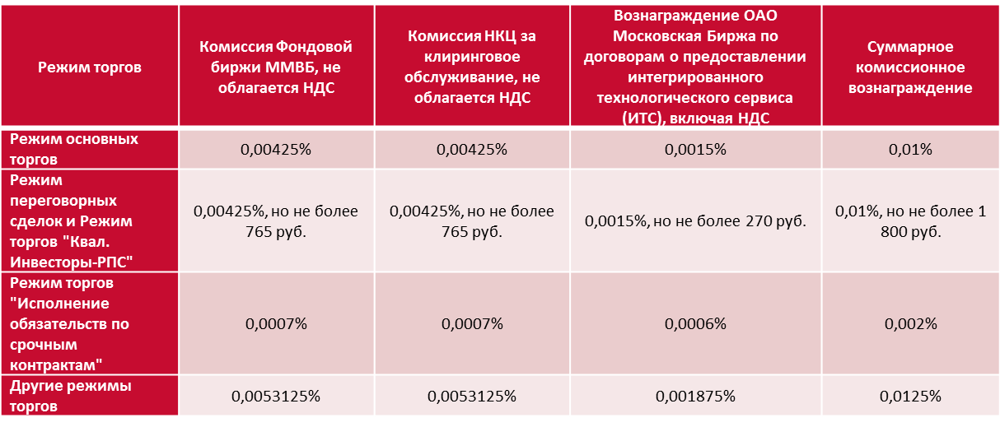 Режим торгов
Комиссия Фондовой
биржи ММВБ, не
облагается НДС
Комиссия НКЦ за
клиринговое
обслуживание, не
облагается НДС
Вознаграждение ОАО
Московская Биржа по
договорам о предоставлении
интегрированного
технологического сервиса
(ИТС), включая НДС
Суммарное
комиссионное
вознаграждение
Режим основных
торгов
0,00425%
0,00425%
0,0015%
0,01%
Режим
переговорных
сделок и Режим
торгов "Квал.
Инвесторы-РПС"
0,00425%, но не более
765 руб.
0,00425%, но не более
765 руб.
0,0015%, но не более 270 руб.
0,01%, но не более 1
800 руб.
Режим торгов
"Исполнение
обязательств по
срочным
контрактам"
0,0007%
0,0007%
0,0006%
0,002%
Другие режимы
торгов
0,0053125%
0,0053125%
0,001875%
0,0125%